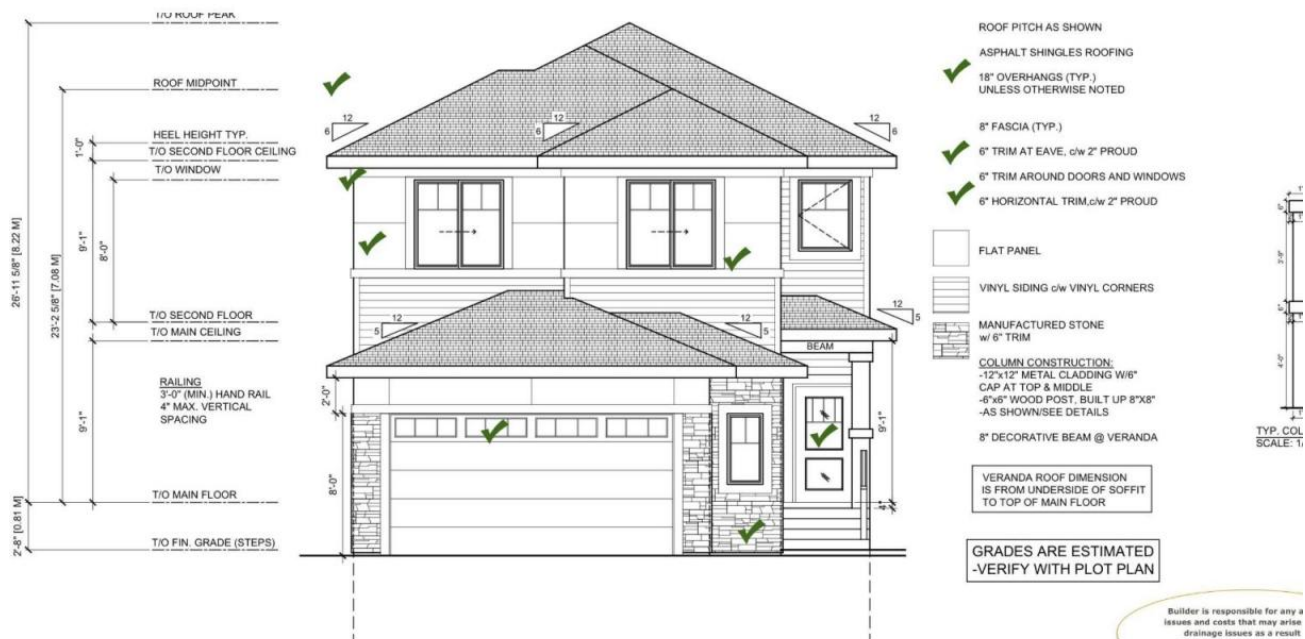 T/O ROOF PEAK
ROOF MIDPOINT
HEEL HEIGHT TYP.
T/O SECOND FLOOR CEILING
T/O WINDOW
T/O SECOND FLOOR
T/O MAIN CEILING
RAILING
3'-0" (MIN.) HAND RAIL
4" MAX. VERTICAL
SPACING
T/O MAIN FLOOR
T/O FIN. GRADE (STEPS)
26'-11 5/8" [8.22 M]
2'-8" [0.81 M]
23'-2 5/8" [7.08 M]
1'-0"
9'-1"
8'-0"
9'-1"
12
6
12
6
12
6
12
5
12
5
12
5
2'-0"
8'-0"
BEAM
9'-1"
4"
ROOF PITCH AS SHOWN
ASPHALT SHINGLES ROOFING
18" OVERHANGS (TYP.)
UNLESS OTHERWISE NOTED
8" FASCIA (TYP.)
6" TRIM AT EAVE, c/w 2" PROUD
6" TRIM AROUND DOORS AND WINDOWS
6" HORIZONTAL TRIM,c/w 2" PROUD
FLAT PANEL
VINYL SIDING c/w VINYL CORNERS
MANUFACTURED STONE
w/ 6" TRIM
COLUMN CONSTRUCTION:
-12"x12" METAL CLADDING W/6"
CAP AT TOP & MIDDLE
-6"x6" WOOD POST, BUILT UP 8"X8"
-AS SHOWN/SEE DETAILS
8" DECORATIVE BEAM @ VERANDA
VERANDA ROOF DIMENSION
IS FROM UNDERSIDE OF SOFFIT
TO TOP OF MAIN FLOOR
GRADES ARE ESTIMATED
-VERIFY WITH PLOT PLAN
6"
3'-9"
6"
4'-0"
TYP. COL
SCALE: 1/
Builder is responsible for any a
issues and costs that may arise
drainage issues as a result